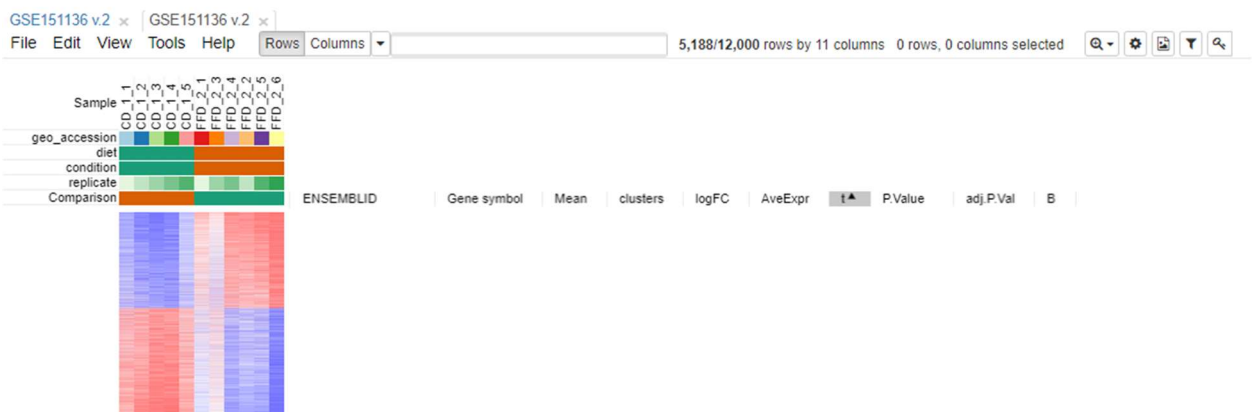 GSE151136 v.2 × GSE151136 v.2 ×
File Edit View Tools Help Rows Columns 5,188/12,000 rows by 11 columns 0 rows, 0 columns selected
Sample CD_1_1 CD_1_2 CD_1_3 CD_1_4 CD_1_5 FFD_2_1 FFD_2_3 FFD_2_4 FFD_2_2 FFD_2_5 FFD_2_6
geo_accession
diet
condition
replicate
Comparison ENSEMBLID Gene symbol Mean clusters logFC AveExpr t▲ P.Value adj.P.Val B